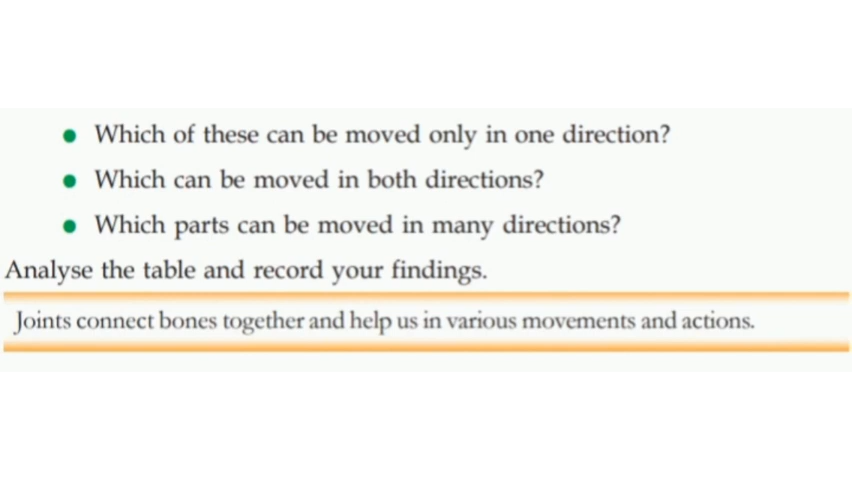 • Which of these can be moved only in one direction?
• Which can be moved in both directions?
• Which parts can be moved in many directions?
Analyse the table and record your findings.
Joints connect bones together and help us in various movements and actions.